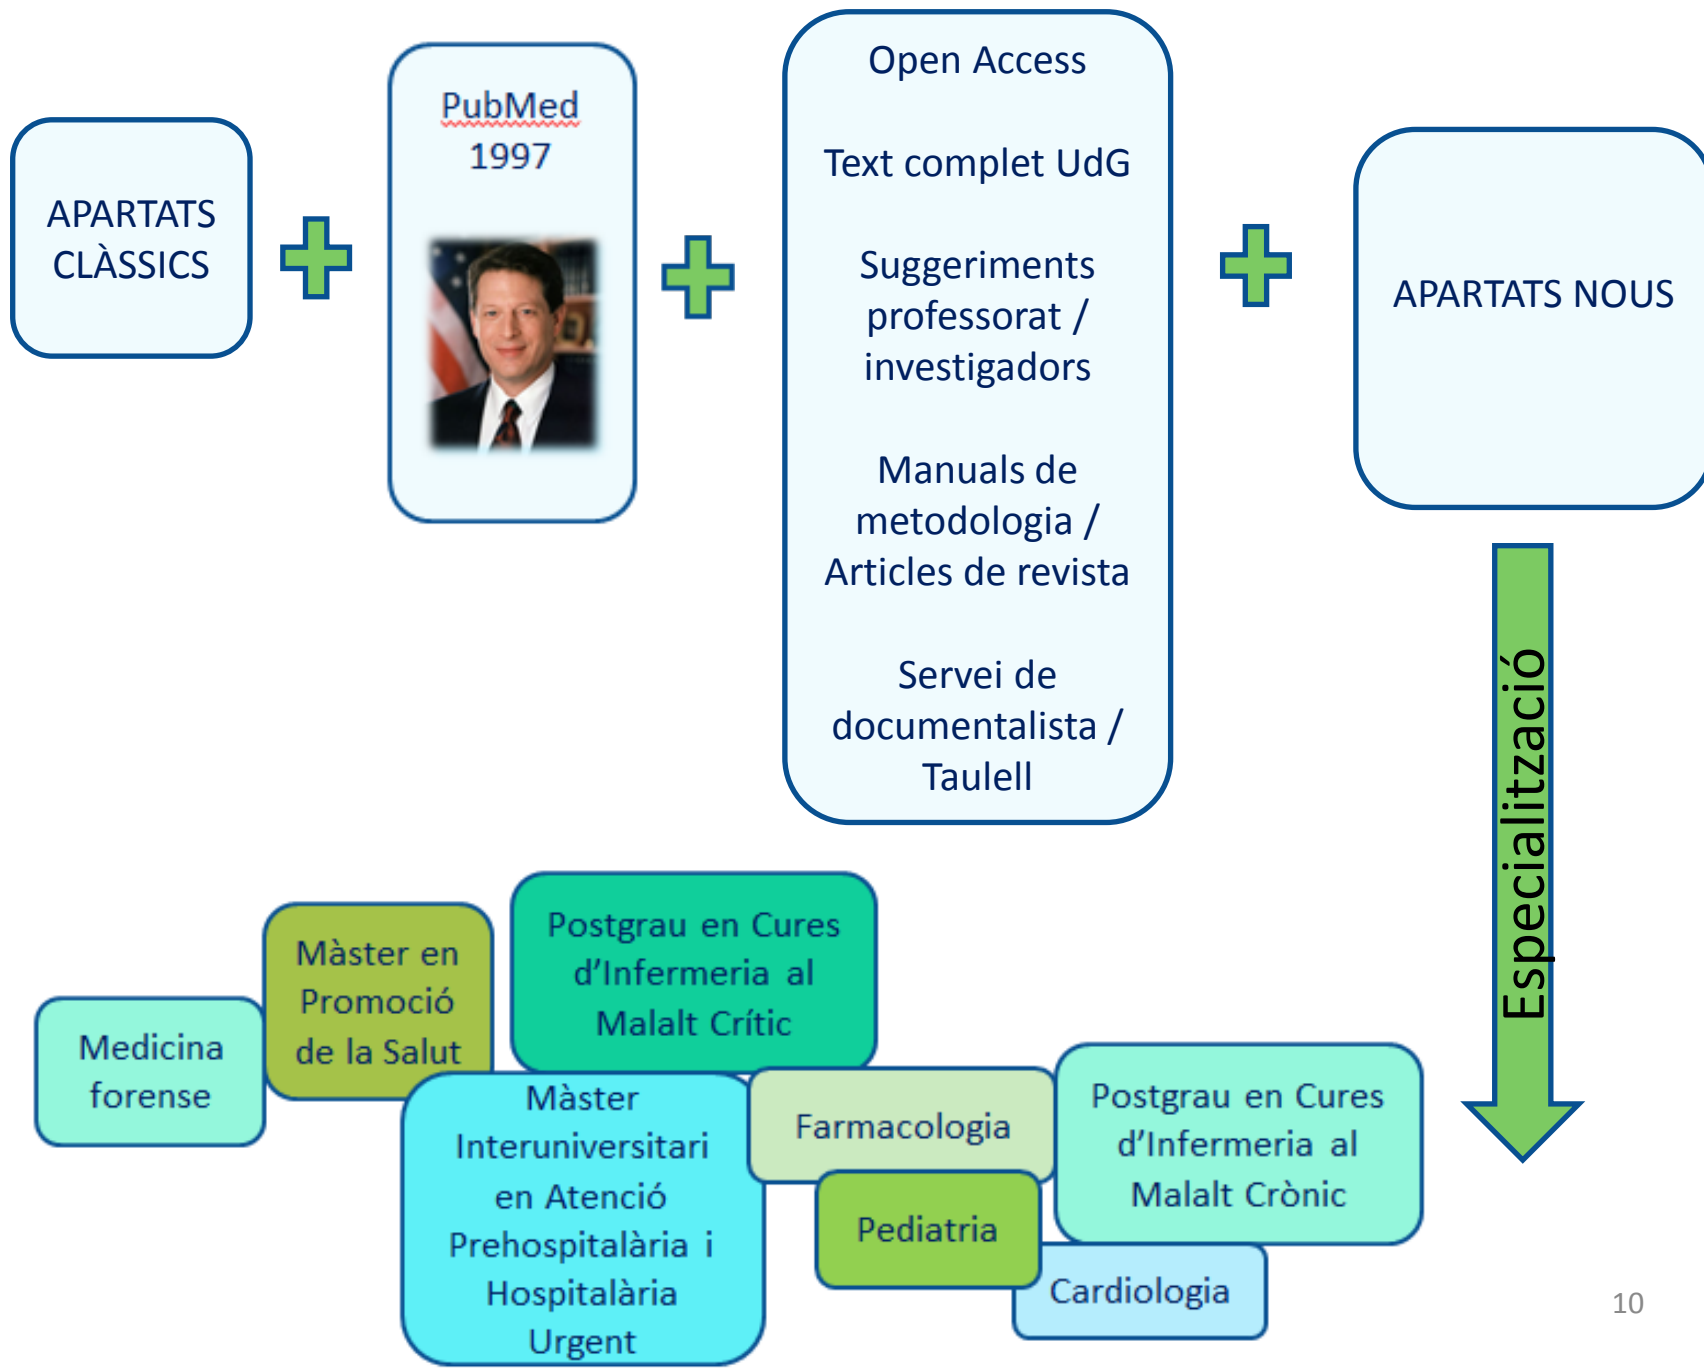 APARTATS
CLÀSSICS
PubMed
1997
Open Access
Text complet UdG
Suggeriments
professorat /
investigadors
Manuals de
metodologia /
Articles de revista
Servei de
documentalista /
Taulell
APARTATS NOUS
Especialització
Medicina
forense
Màster en
Promoció
de la Salut
Postgrau en Cures
d’Infermeria al
Malalt Crític
Màster
Interuniversitari
en Atenció
Prehospitalària i
Hospitalària
Urgent
Farmacologia
Pediatria
Postgrau en Cures
d’Infermeria al
Malalt Crònic
Cardiologia
10